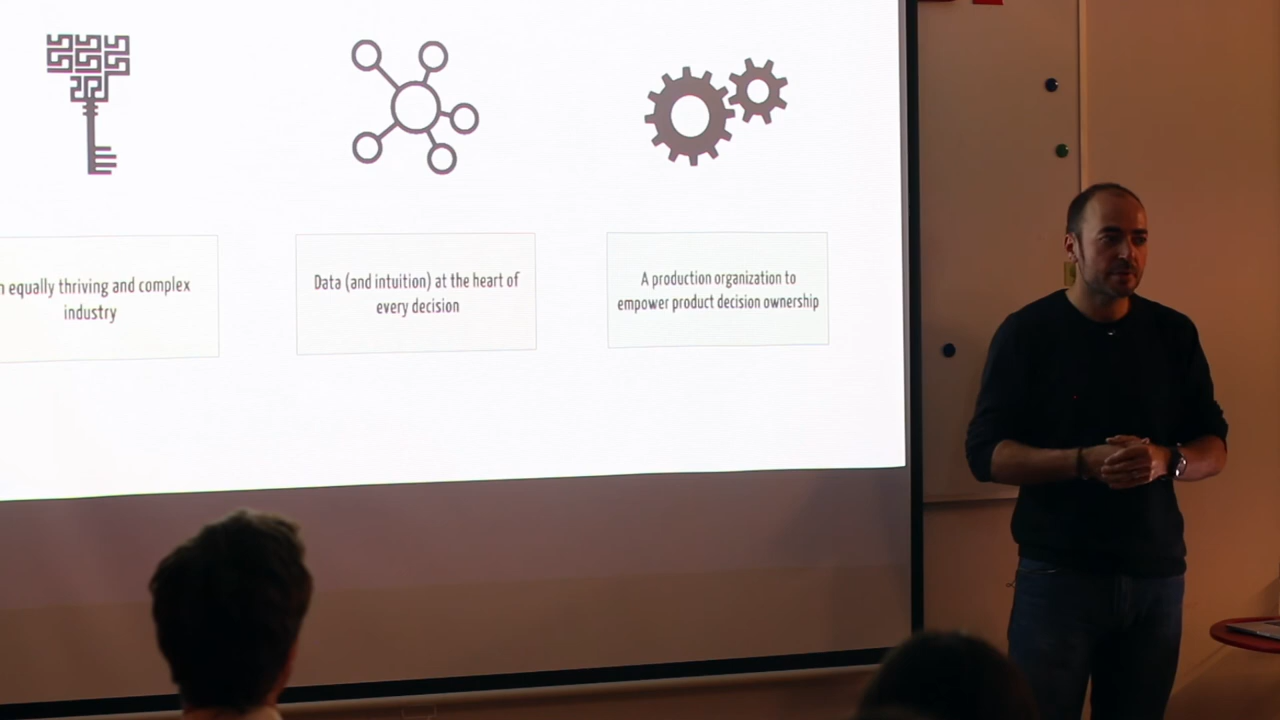 equally thriving and complex
industry
Data (and intuition) at the heart of
every decision
A production organization to
empower product decision ownership